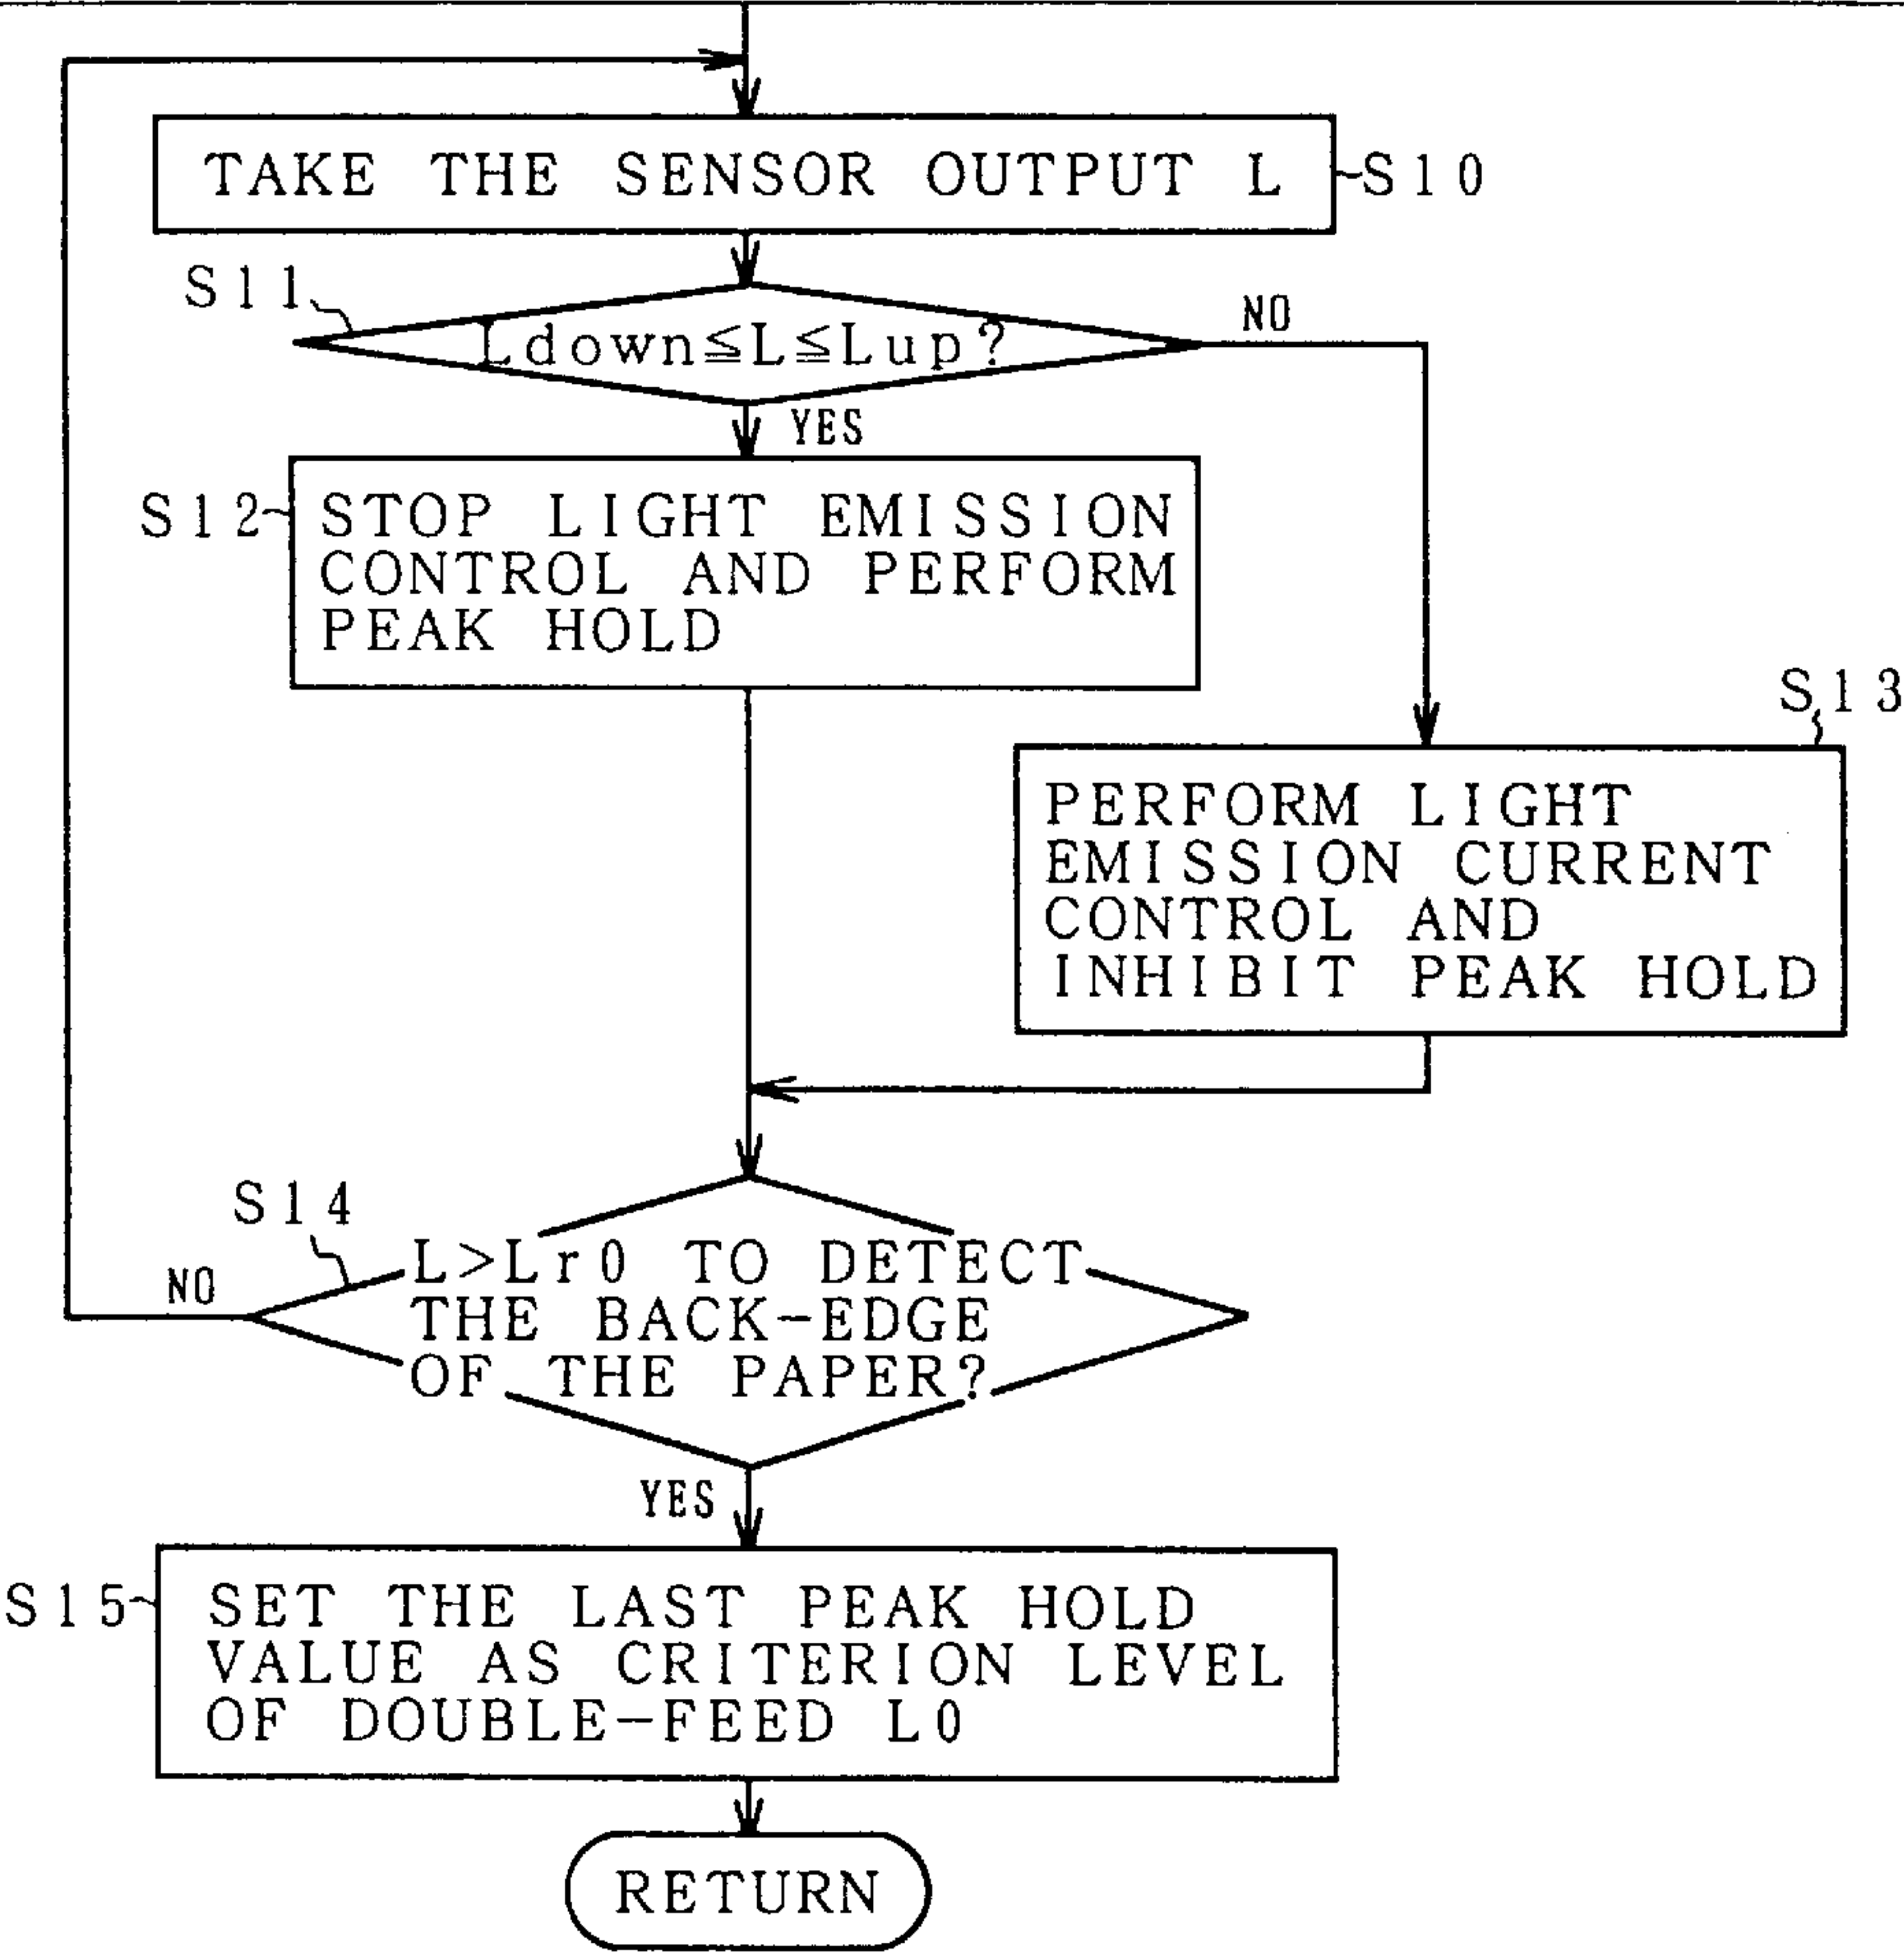 TAKE THE SENSOR OUTPUT L
S10
S11
Ldown≦L≦Lup?
NO
YES
S12
STOP LIGHT EMISSION
CONTROL AND PERFORM
PEAK HOLD
S13
PERFORM LIGHT
EMISSION CURRENT
CONTROL AND
INHIBIT PEAK HOLD
S14
NO
L>Lr0 TO DETECT
THE BACK-EDGE
OF THE PAPER?
YES
S15
SET THE LAST PEAK HOLD
VALUE AS CRITERION LEVEL
OF DOUBLE-FEED L0
RETURN